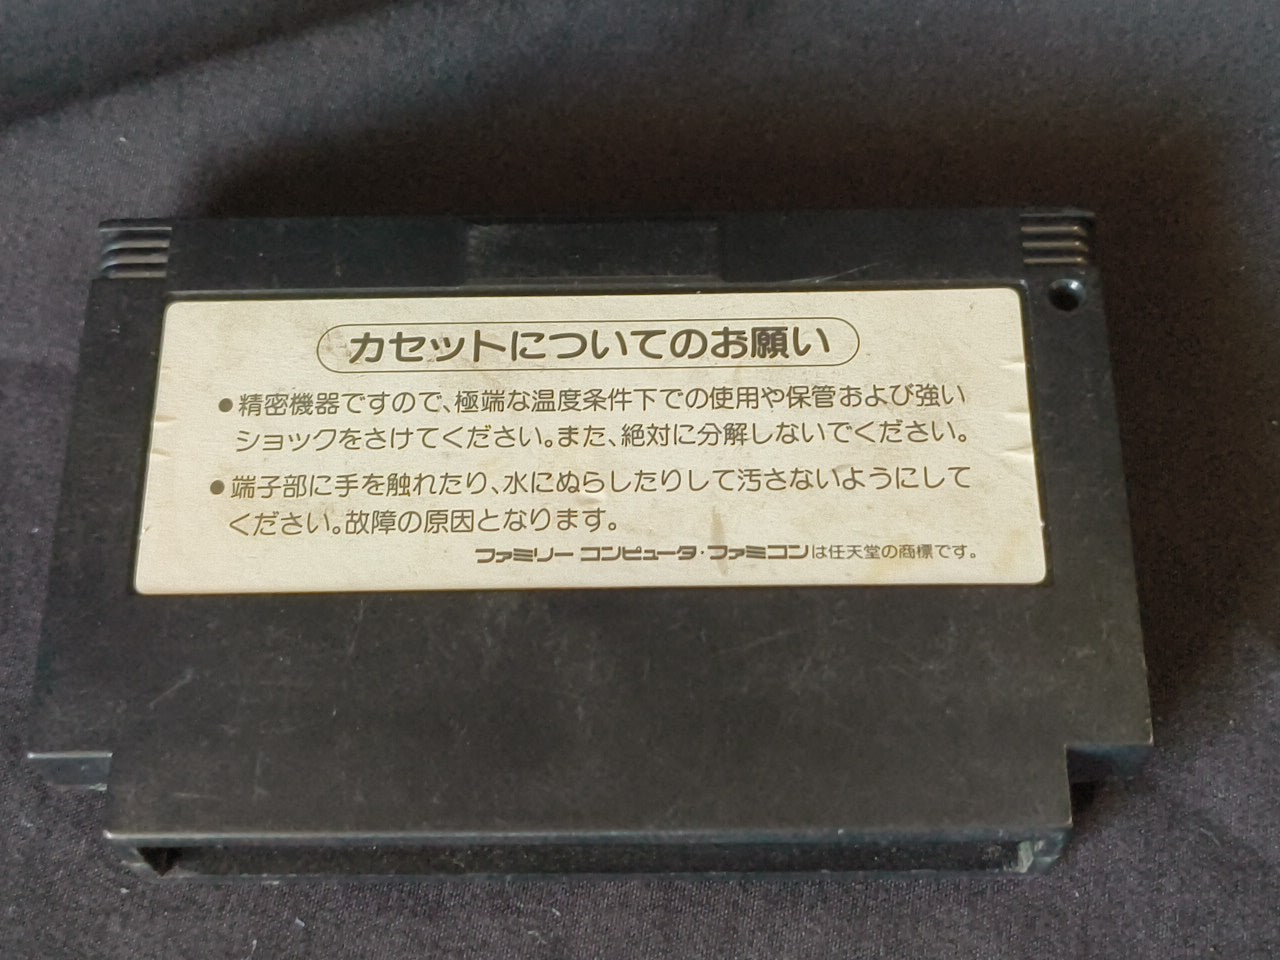 カセットについてのお願い
●精密機器ですので、極端な温度条件下での使用や保管および強い
ショックをさけてください。また、絶対に分解しないでください。
●端子部に手を触れたり、水にぬらしたりして汚さないようにして
ください。故障の原因となります。
ファミリー コンピュータ・ファミコンは任天堂の商標です。